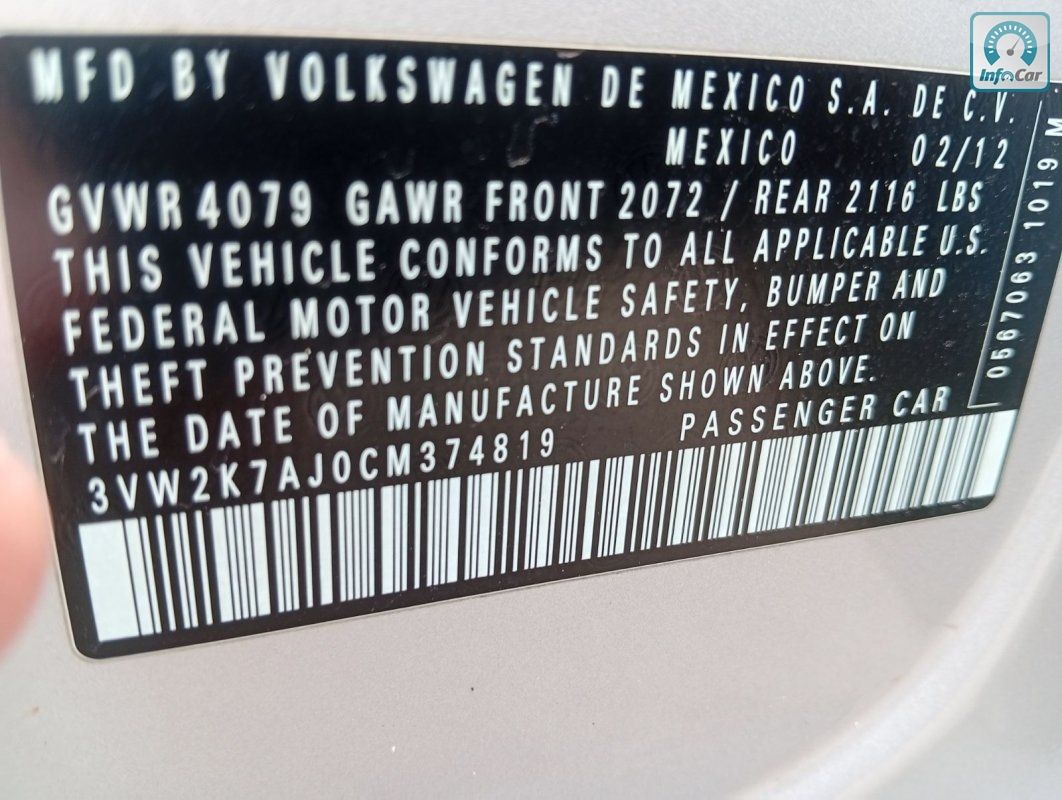 MFD BY VOLKSWAGEN DE MEXICO S.A. DE C.V.
MEXICO 02/12
GVWR 4079 GAWR FRONT 2072 / REAR 2116 LBS
THIS VEHICLE CONFORMS TO ALL APPLICABLE U.S.
FEDERAL MOTOR VEHICLE SAFETY, BUMPER AND
THEFT PREVENTION STANDARDS IN EFFECT ON
THE DATE OF MANUFACTURE SHOWN ABOVE.
3VW2K7AJ0CM374819 PASSENGER CAR
0567063 1019 M
InfoCar